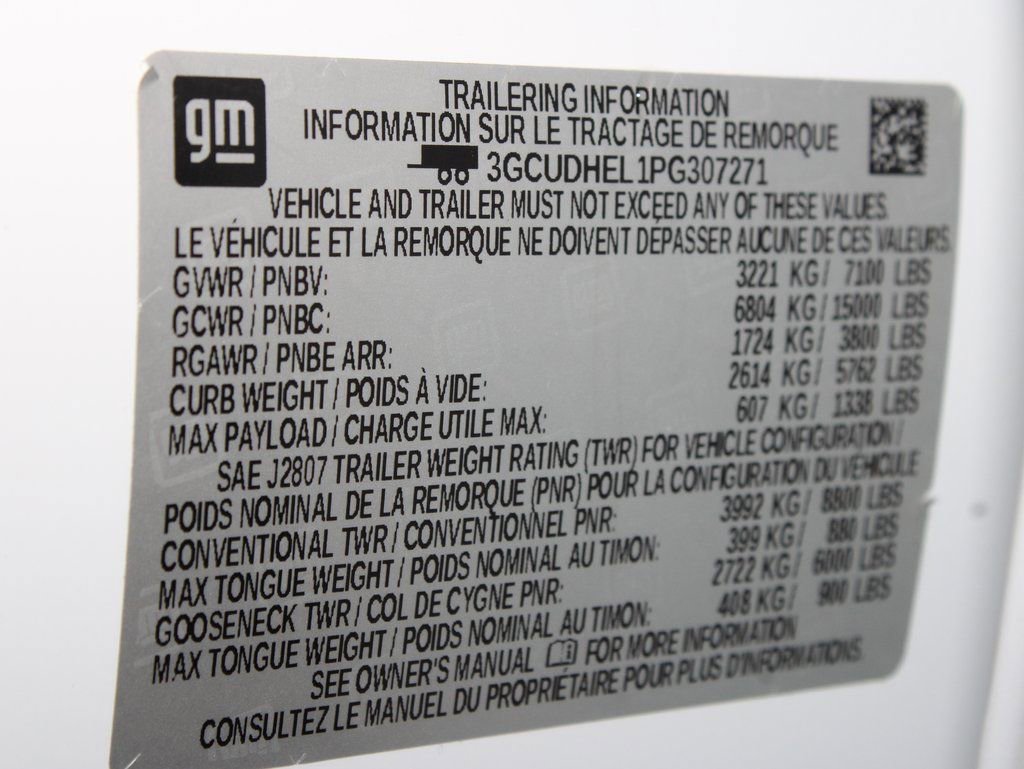 gm
TRAILERING INFORMATION
INFORMATION SUR LE TRACTAGE DE REMORQUE
3GCUDHEL1PG307271
VEHICLE AND TRAILER MUST NOT EXCEED ANY OF THESE VALUES.
LE VÉHICULE ET LA REMORQUE NE DOIVENT DÉPASSER AUCUNE DE CES VALEURS.
GVWR / PNBV: 3221 KG/ 7100 LBS
GCWR / PNBC: 6804 KG/ 15000 LBS
RGAWR / PNBE ARR: 1724 KG/ 3800 LBS
CURB WEIGHT / POIDS À VIDE: 2614 KG/ 5762 LBS
MAX PAYLOAD / CHARGE UTILE MAX: 607 KG/ 1338 LBS
SAE J2807 TRAILER WEIGHT RATING (TWR) FOR VEHICLE CONFIGURATION /
POIDS NOMINAL DE LA REMORQUE (PNR) POUR LA CONFIGURATION DU VÉHICULE
CONVENTIONAL TWR / CONVENTIONNEL PNR: 3992 KG/ 8800 LBS
MAX TONGUE WEIGHT / POIDS NOMINAL AU TIMON: 399 KG/ 880 LBS
GOOSENECK TWR / COL DE CYGNE PNR: 2722 KG/ 6000 LBS
MAX TONGUE WEIGHT / POIDS NOMINAL AU TIMON: 408 KG/ 900 LBS
SEE OWNER'S MANUAL FOR MORE INFORMATION
CONSULTEZ LE MANUEL DU PROPRIÉTAIRE POUR PLUS D'INFORMATIONS.